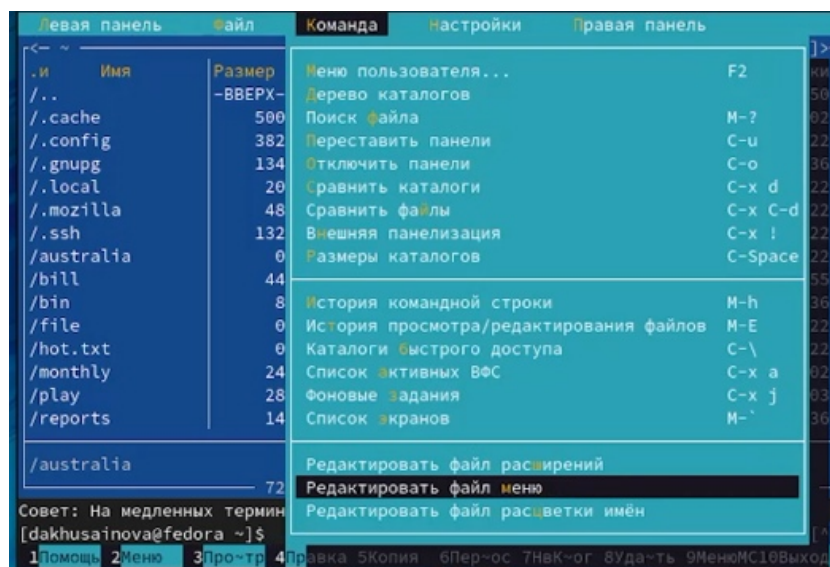 Левая панель Файл Команда Настройки Правая панель
<— ~ ]>
.и Имя Размер Меню пользователя... F2
/.. -ВВЕРХ- Дерево каталогов
/.cache 500 Поиск файла M-?
/.config 382 Переставить панели C-u
/.gnupg 134 Отключить панели C-o
/.local 20 Сравнить каталоги C-x d
/.mozilla 48 Сравнить файлы C-x C-d
/.ssh 132 Внешняя панелизация C-x !
/australia 0 Размеры каталогов C-Space
/bill 44
/bin 8 История командной строки M-h
/file 0 История просмотра/редактирования файлов M-E
/hot.txt 0 Каталоги быстрого доступа C-\
/monthly 24 Список активных ВФС C-x a
/play 28 Фоновые задания C-x j
/reports 14 Список экранов M-`
/australia Редактировать файл расширений
72 Редактировать файл меню
Совет: На медленных термин Редактировать файл расцветки имён
[dakhusainova@fedora ~]$ [^
1Помощь 2Меню 3Про~тр 4Правка 5Копия 6Пер~ос 7НвК~ог 8Уда~ть 9МенюМС10Выход